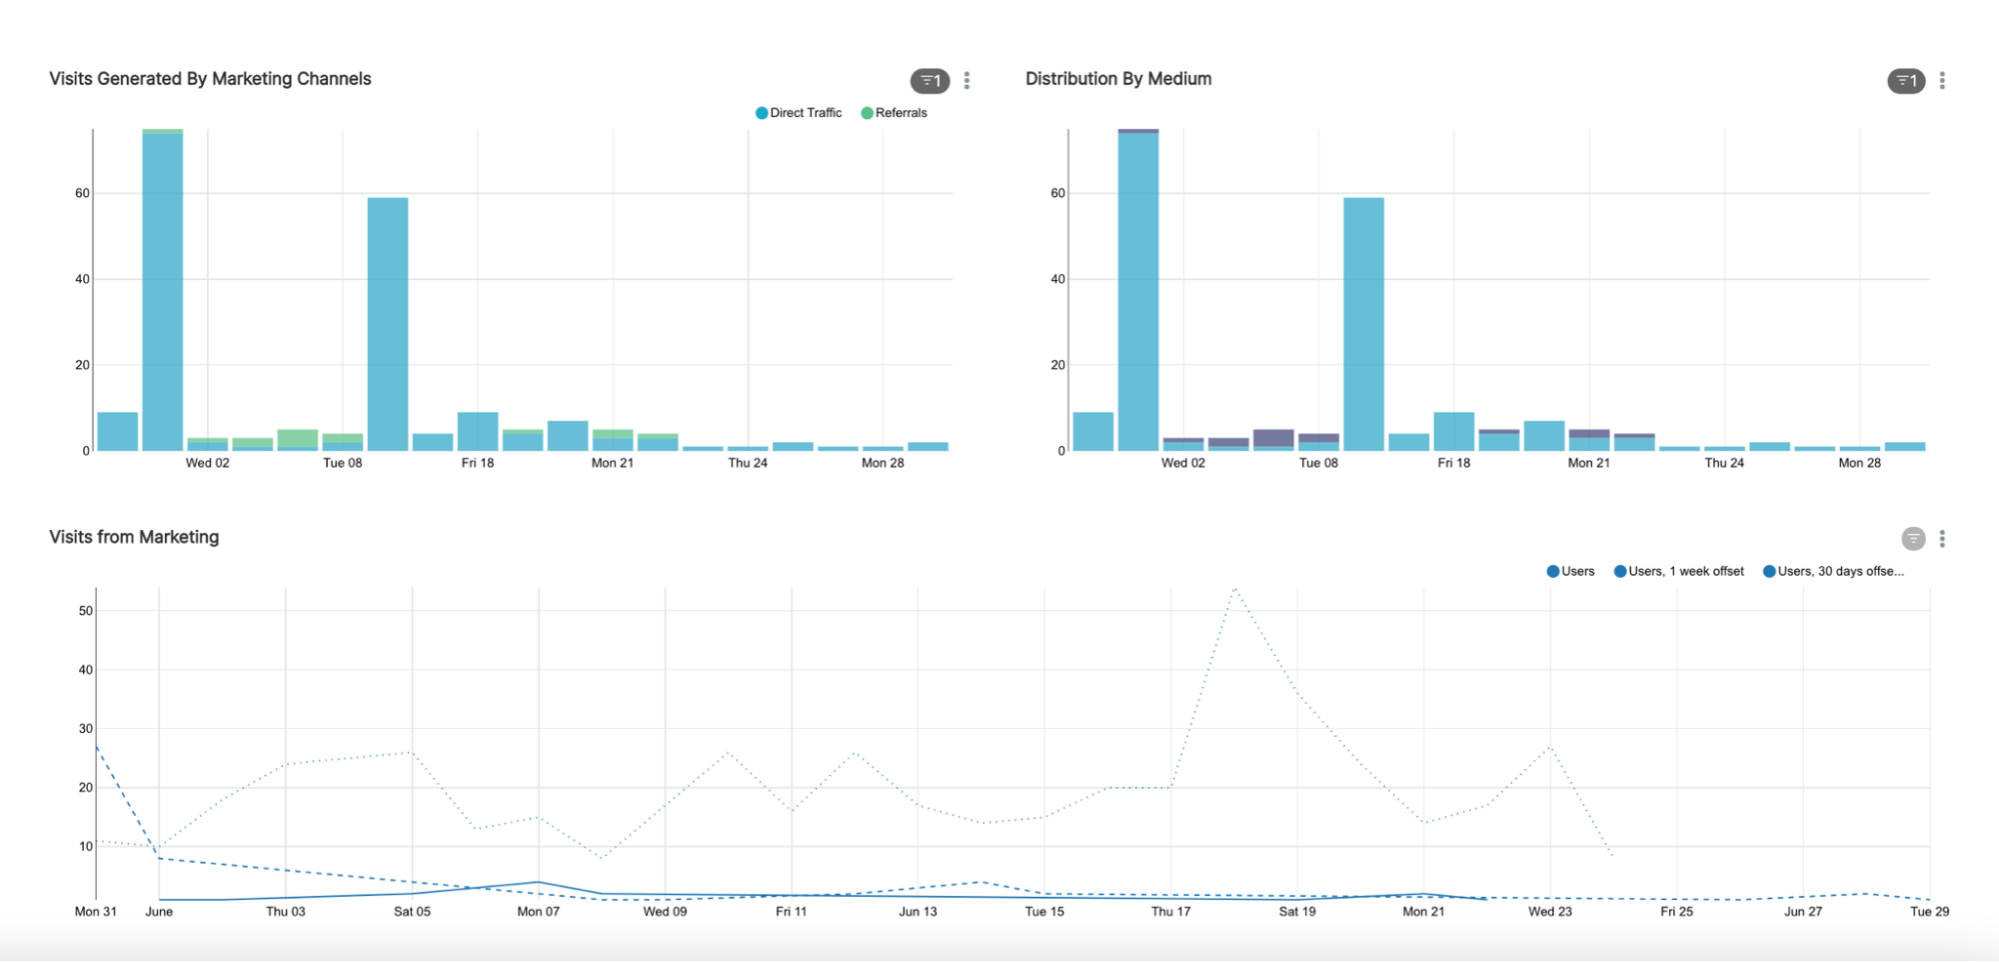 Visits Generated By Marketing Channels
1
Direct Traffic Referrals
60
40
20
0
Wed 02 Tue 08 Fri 18 Mon 21 Thu 24 Mon 28
Distribution By Medium
1
60
40
20
0
Wed 02 Tue 08 Fri 18 Mon 21 Thu 24 Mon 28
Visits from Marketing
Users Users, 1 week offset Users, 30 days offse...
50
40
30
20
10
Mon 31 June Thu 03 Sat 05 Mon 07 Wed 09 Fri 11 Jun 13 Tue 15 Thu 17 Sat 19 Mon 21 Wed 23 Fri 25 Jun 27 Tue 29